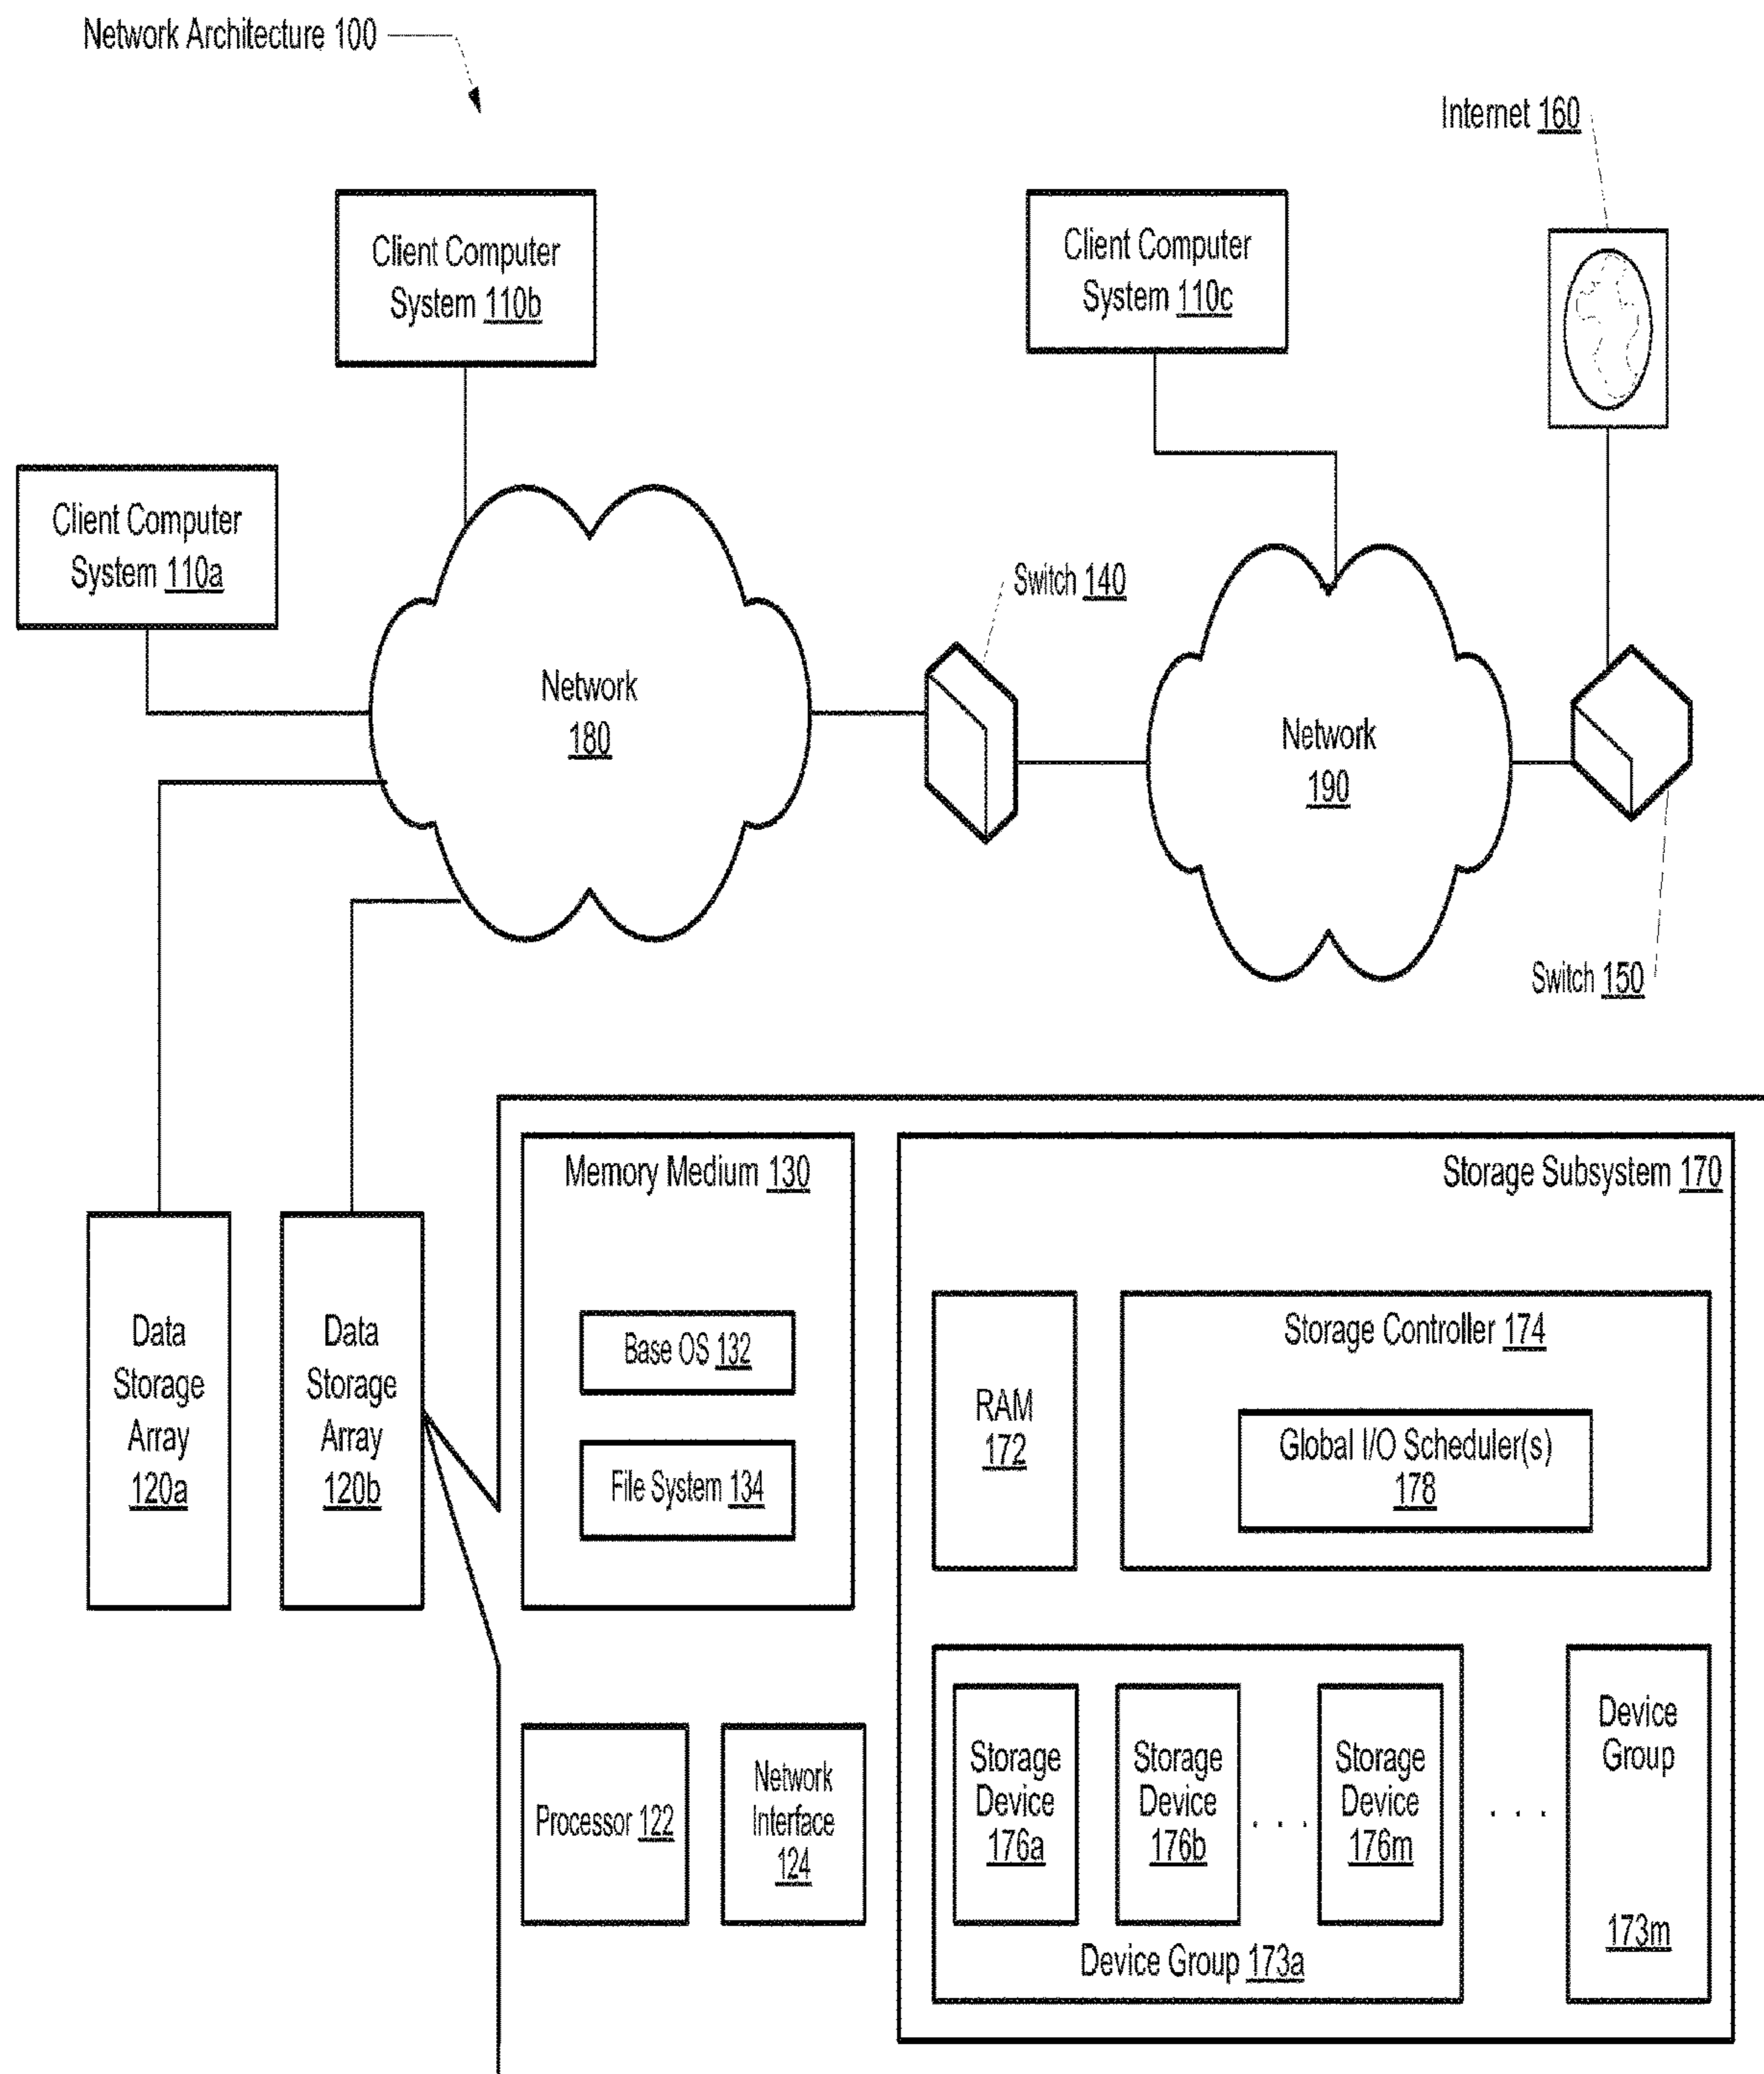 Network Architecture 100
Internet 160
Client Computer
System 110b
Client Computer
System 110c
Client Computer
System 110a
Switch 140
Network
180
Network
190
Switch 150
Memory Medium 130
Storage Subsystem 170
Data
Storage
Array
120a
Data
Storage
Array
120b
Base OS 132
File System 134
RAM
172
Storage Controller 174
Global I/O Scheduler(s)
178
Processor 122
Network
Interface
124
Storage
Device
176a
Storage
Device
176b
. . .
Storage
Device
176m
Device Group 173a
. . .
Device
Group
173m